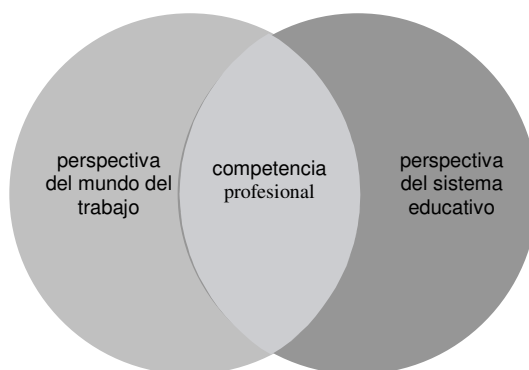 perspectiva
del mundo del
trabajo
competencia
profesional
perspectiva
del sistema
educativo